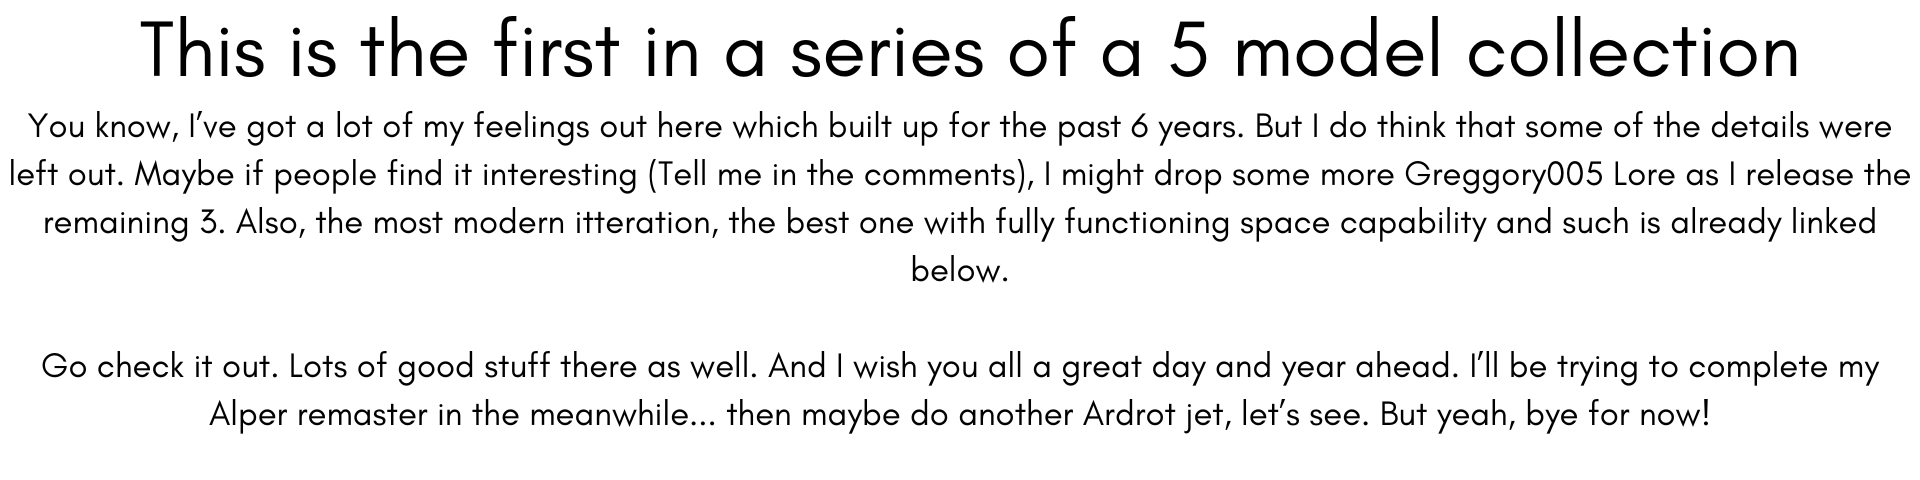 This is the first in a series of a 5 model collection
You know, I’ve got a lot of my feelings out here which built up for the past 6 years. But I do think that some of the details were
left out. Maybe if people find it interesting (Tell me in the comments), I might drop some more Greggory005 Lore as I release the
remaining 3. Also, the most modern itteration, the best one with fully functioning space capability and such is already linked
below.
Go check it out. Lots of good stuff there as well. And I wish you all a great day and year ahead. I’ll be trying to complete my
Alper remaster in the meanwhile... then maybe do another Ardrot jet, let’s see. But yeah, bye for now!